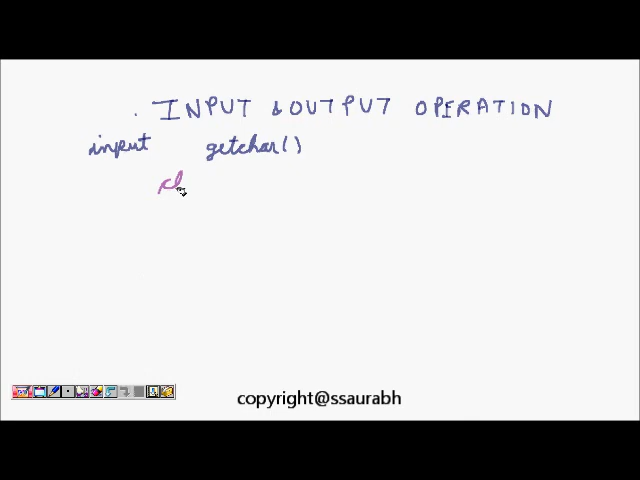 INPUT & OUTPUT OPERATION
input getchar()
copyright@ssaurabh